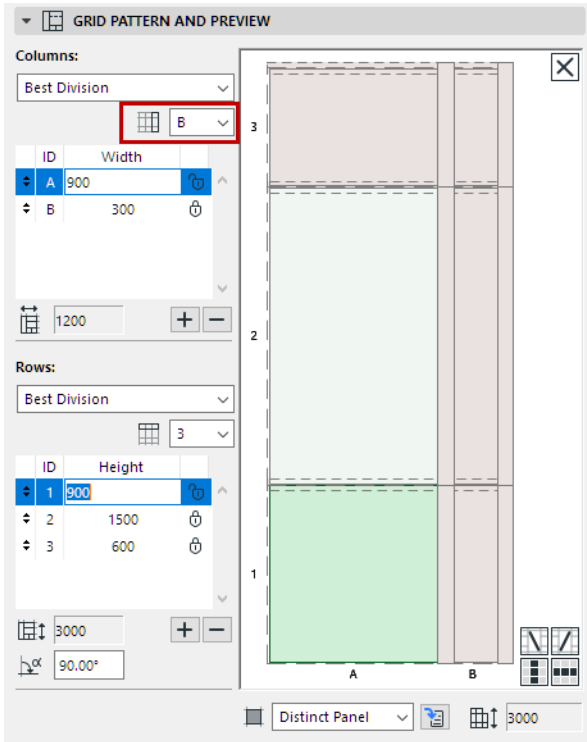 GRID PATTERN AND PREVIEW
Columns:
Best Division
B
ID Width
A 900
B 300
1200
Rows:
Best Division
3
ID Height
1 900
2 1500
3 600
3000
α 90.00°
3
2
1
A B
Distinct Panel
3000